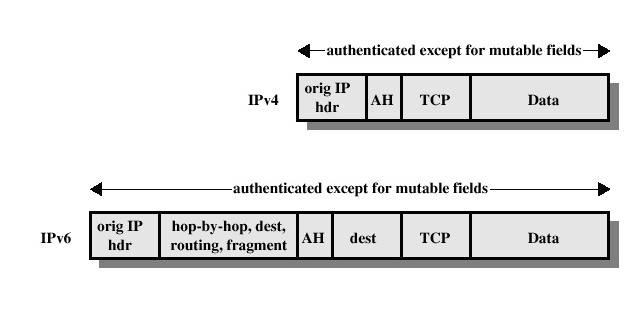 authenticated except for mutable fields
IPv4
orig IP
hdr
AH
TCP
Data
authenticated except for mutable fields
IPv6
orig IP
hdr
hop-by-hop, dest,
routing, fragment
AH
dest
TCP
Data